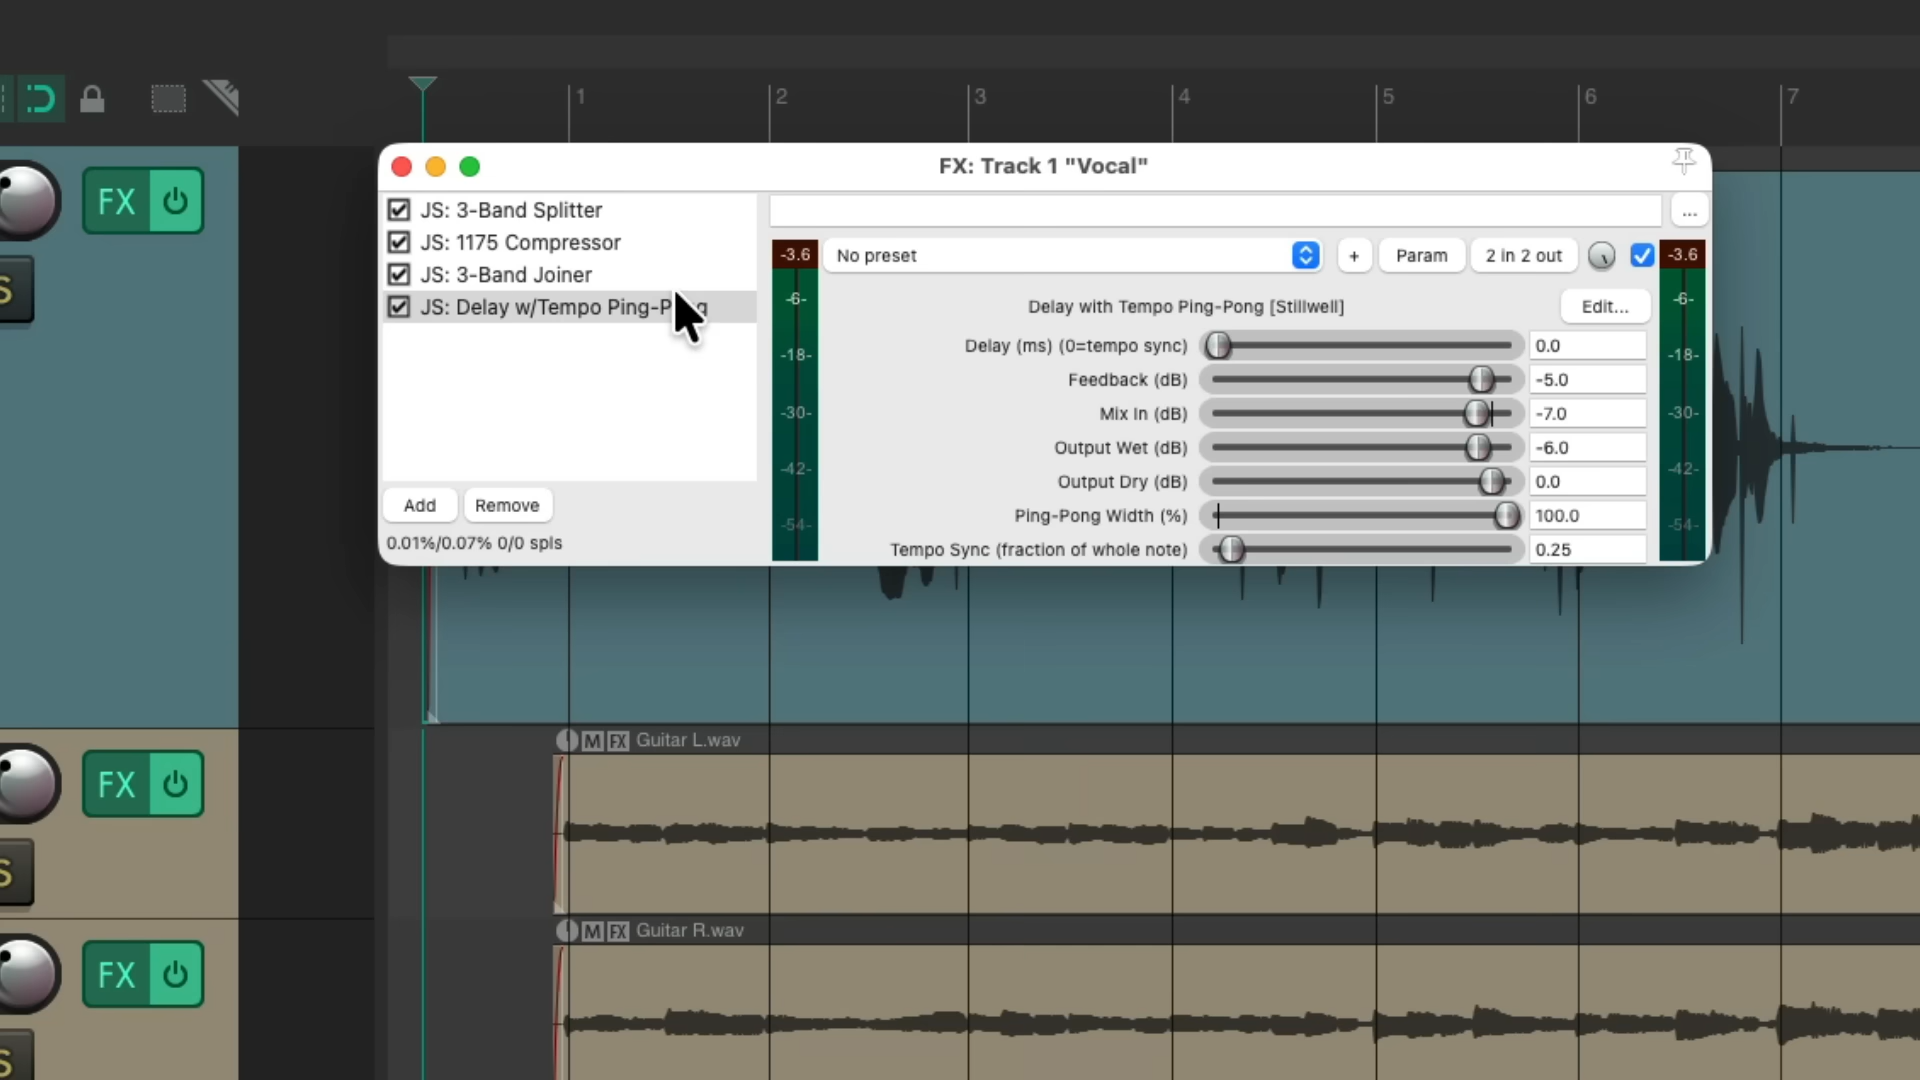 1 2 3 4 5 6 7
FX
S
FX: Track 1 "Vocal"
JS: 3-Band Splitter
JS: 1175 Compressor
JS: 3-Band Joiner
JS: Delay w/Tempo Ping-P
Add Remove
0.01%/0.07% 0/0 spls
...
-3.6 No preset + Param 2 in 2 out -3.6
Delay with Tempo Ping-Pong [Stillwell] Edit...
-6- -6-
Delay (ms) (0=tempo sync) 0.0
-18- -18-
Feedback (dB) -5.0
Mix In (dB) -7.0
-30- -30-
Output Wet (dB) -6.0
-42- -42-
Output Dry (dB) 0.0
Ping-Pong Width (%) 100.0
-54- -54-
Tempo Sync (fraction of whole note) 0.25
M FX Guitar L.wav
FX
S
M FX Guitar R.wav
FX
S